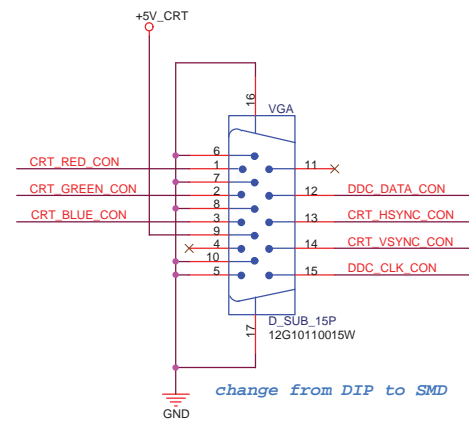 +5V_CRT
16
VGA
6
CRT_RED_CON 1 11
7
CRT_GREEN_CON 2 12 DDC_DATA_CON
8
CRT_BLUE_CON 3 13 CRT_HSYNC_CON
9
4 14 CRT_VSYNC_CON
10
5 15 DDC_CLK_CON
17
D_SUB_15P
12G10110015W
change from DIP to SMD
GND